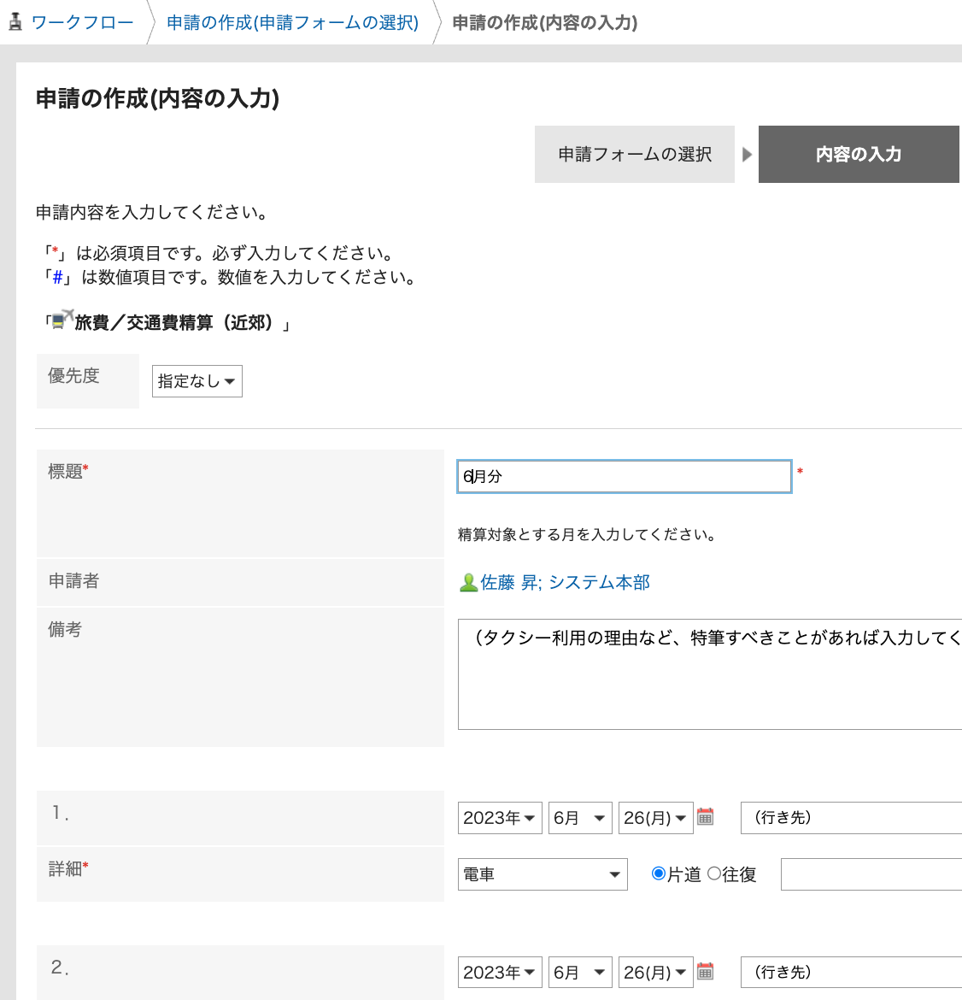 ワークフロー 申請の作成(申請フォームの選択) 申請の作成(内容の入力)
申請の作成(内容の入力)
申請フォームの選択 内容の入力
申請内容を入力してください。
「*」は必須項目です。必ず入力してください。
「#」は数値項目です。数値を入力してください。
「旅費／交通費精算（近郊）」
優先度 指定なし
標題* 6月分 *
精算対象とする月を入力してください。
申請者 佐藤 昇; システム本部
備考 （タクシー利用の理由など、特筆すべきことがあれば入力してく
1. 2023年 6月 26(月) （行き先）
詳細* 電車 片道 往復
2. 2023年 6月 26(月) （行き先）